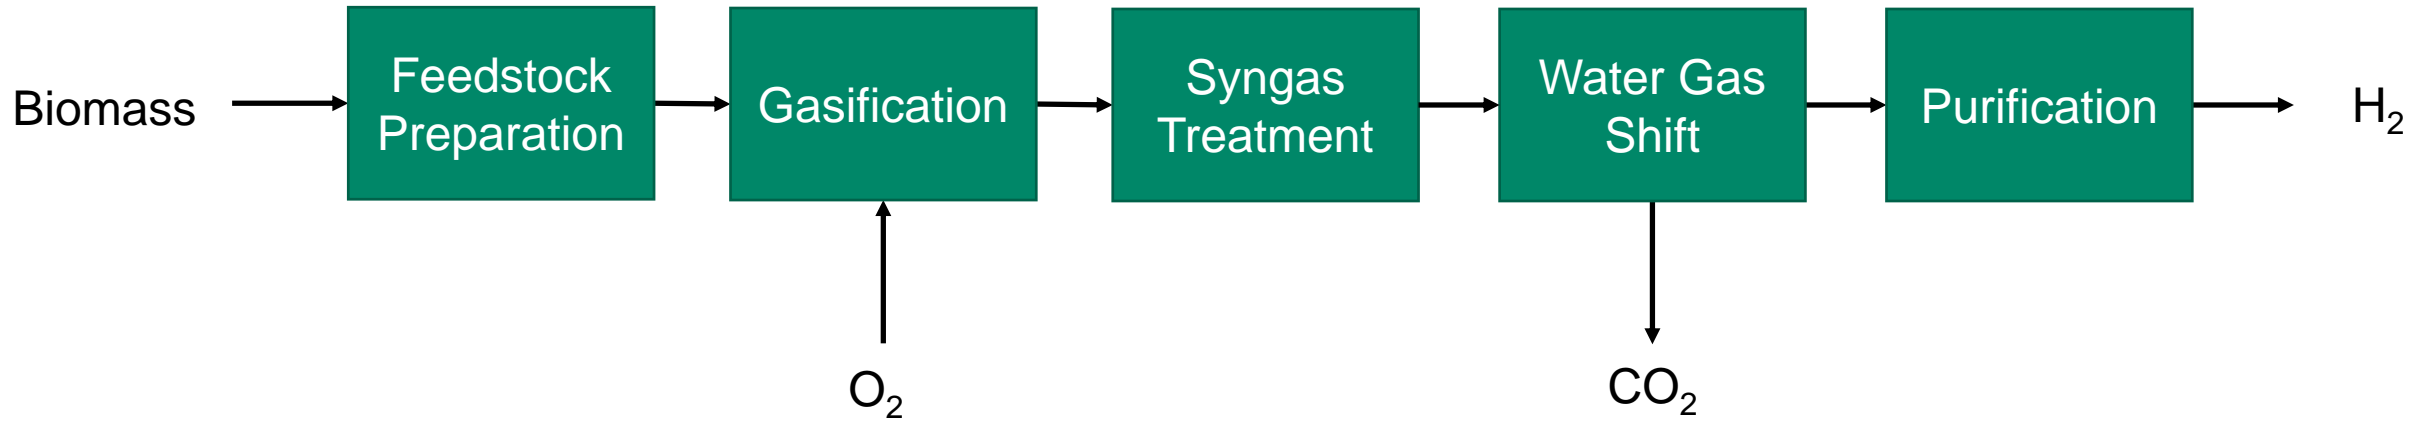 Biomass
Feedstock
Preparation
Gasification
Syngas
Treatment
Water Gas
Shift
Purification
H₂
O₂
CO₂